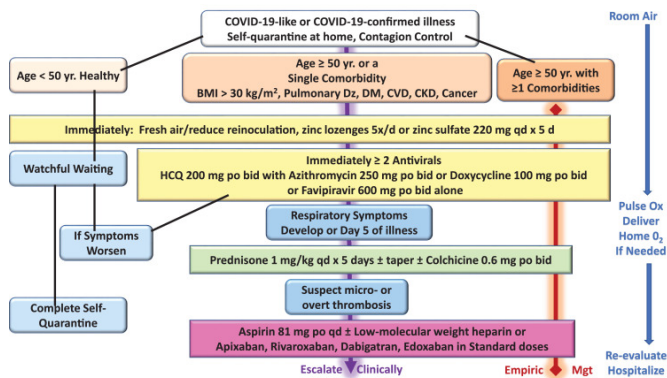 COVID-19-like or COVID-19-confirmed illness
Self-quarantine at home, Contagion Control
Room Air
Age < 50 yr. Healthy
Age ≥ 50 yr. or a
Single Comorbidity
BMI > 30 kg/m², Pulmonary Dz, DM, CVD, CKD, Cancer
Age ≥ 50 yr. with
≥1 Comorbidities
Immediately: Fresh air/reduce reinoculation, zinc lozenges 5x/d or zinc sulfate 220 mg qd x 5 d
Watchful Waiting
Immediately ≥ 2 Antivirals
HCQ 200 mg po bid with Azithromycin 250 mg po bid or Doxycycline 100 mg po bid
or Favipiravir 600 mg po bid alone
Pulse Ox
Deliver
Home 0₂
If Needed
If Symptoms
Worsen
Respiratory Symptoms
Develop or Day 5 of illness
Prednisone 1 mg/kg qd x 5 days ± taper ± Colchicine 0.6 mg po bid
Complete Self-
Quarantine
Suspect micro- or
overt thrombosis
Aspirin 81 mg po qd ± Low-molecular weight heparin or
Apixaban, Rivaroxaban, Dabigatran, Edoxaban in Standard doses
Escalate Clinically
Empiric Mgt
Re-evaluate
Hospitalize